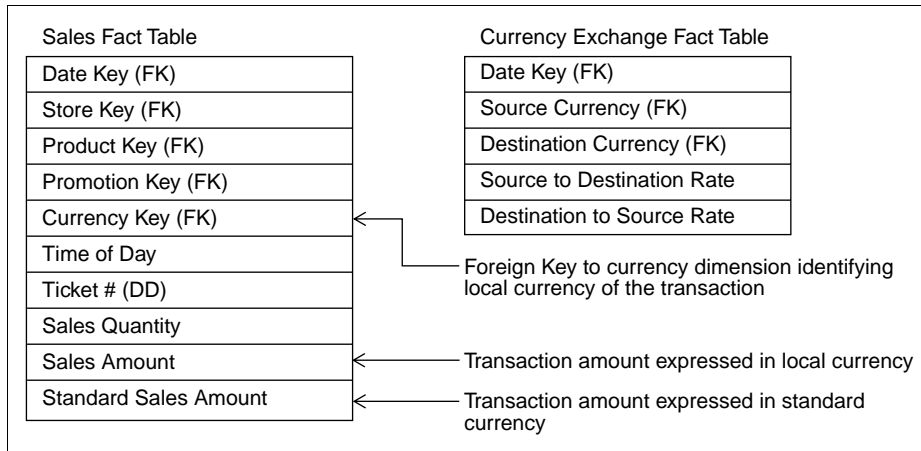 Sales Fact Table
Date Key (FK)
Store Key (FK)
Product Key (FK)
Promotion Key (FK)
Currency Key (FK)
Time of Day
Ticket # (DD)
Sales Quantity
Sales Amount
Standard Sales Amount
Currency Exchange Fact Table
Date Key (FK)
Source Currency (FK)
Destination Currency (FK)
Source to Destination Rate
Destination to Source Rate
Foreign Key to currency dimension identifying
local currency of the transaction
Transaction amount expressed in local currency
Transaction amount expressed in standard
currency